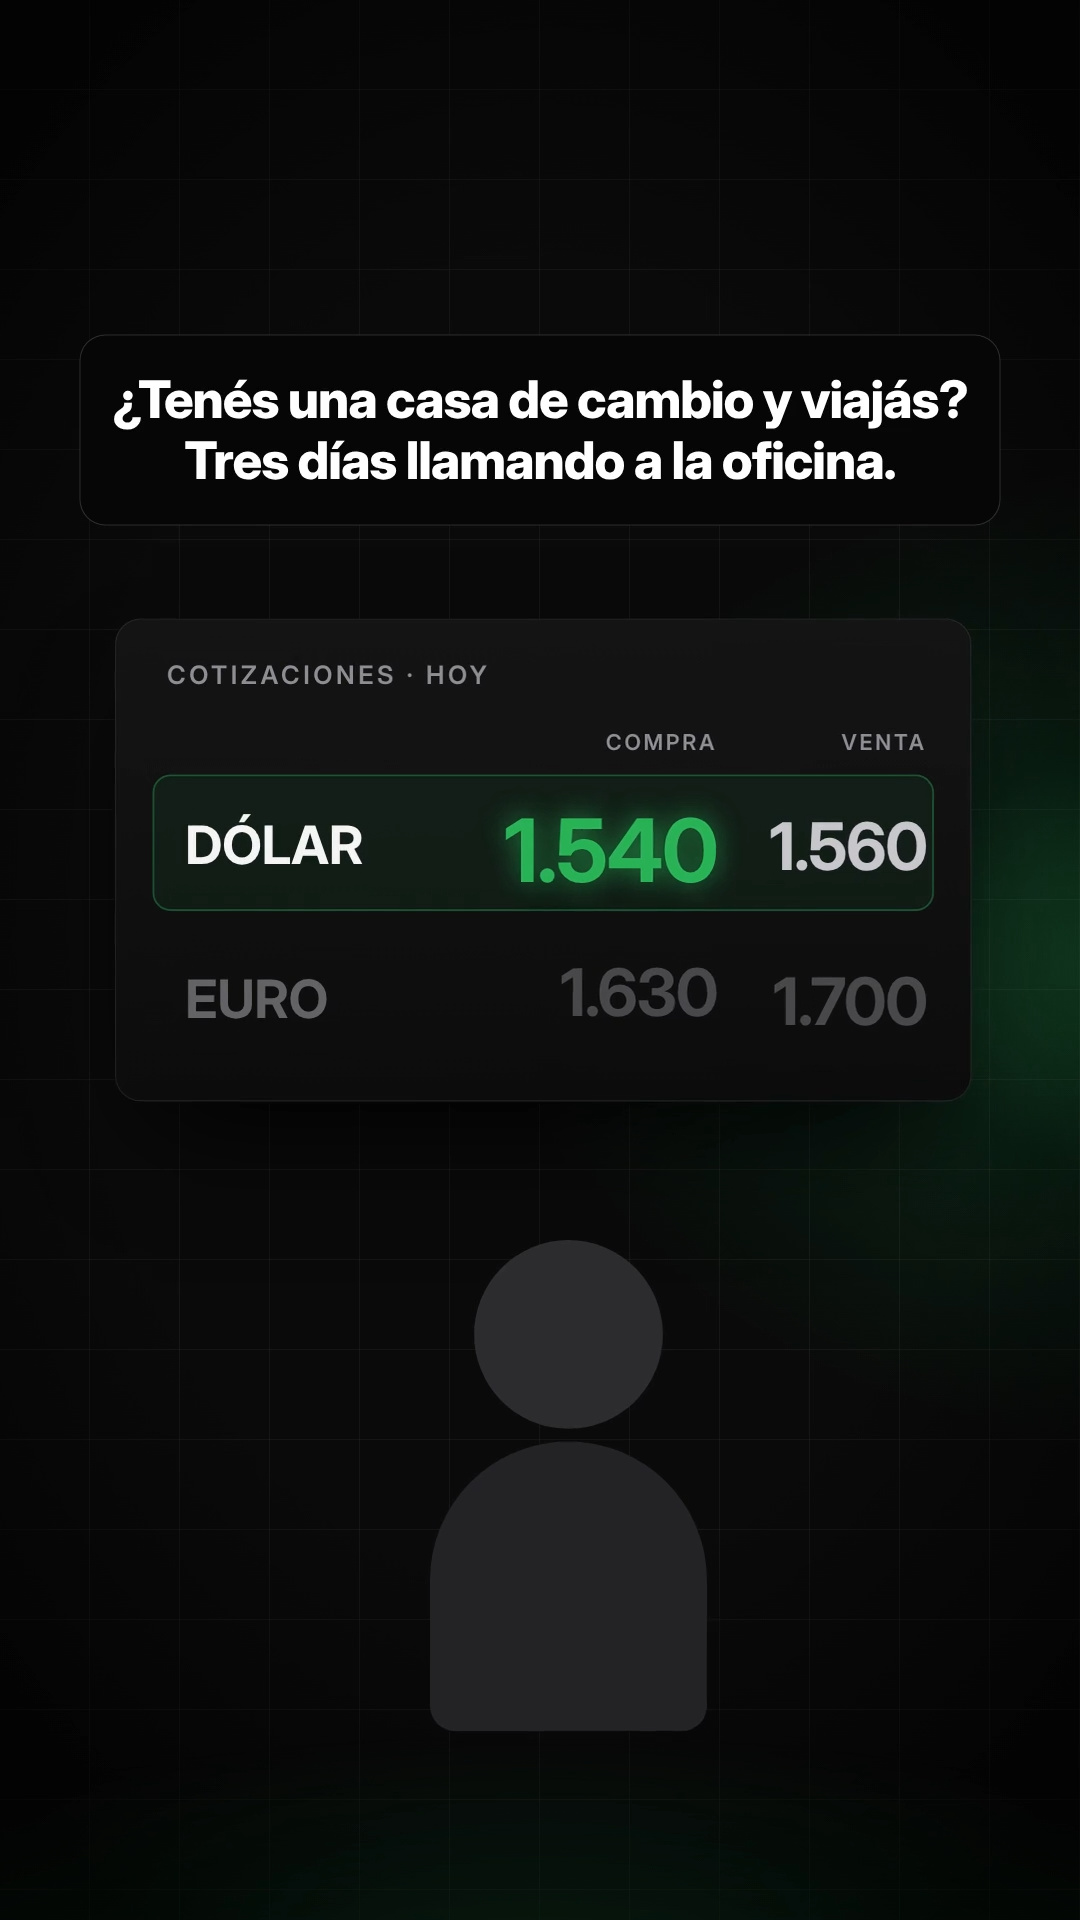 ¿Tenés una casa de cambio y viajás?
Tres días llamando a la oficina.
COTIZACIONES · HOY
COMPRA VENTA
DÓLAR 1.540 1.560
EURO 1.630 1.700